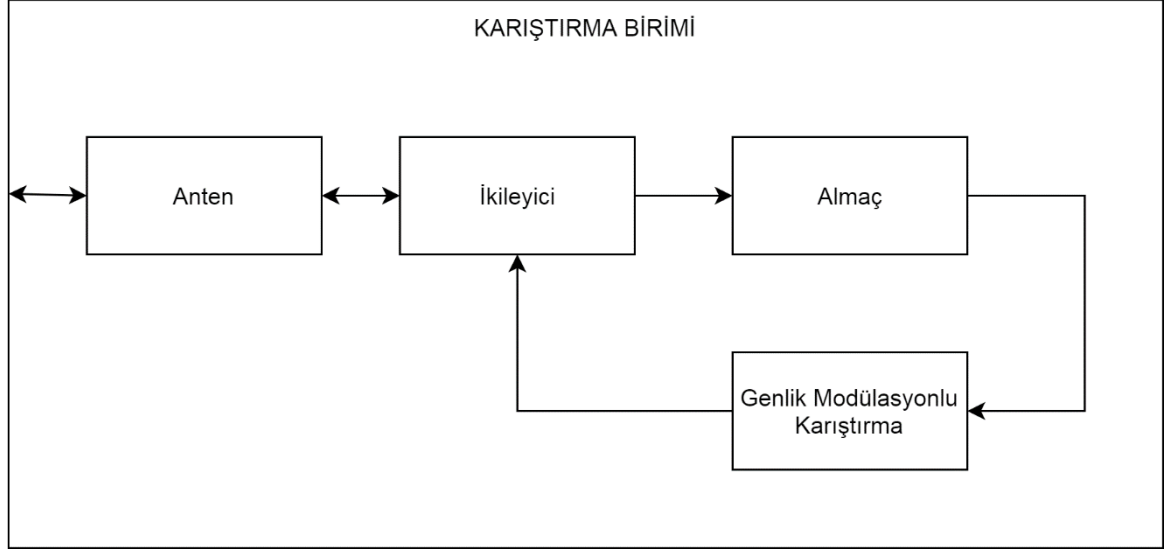 KARIŞTIRMA BİRİMİ
Anten
İkileyici
Almaç
Genlik Modülasyonlu
Karıştırma